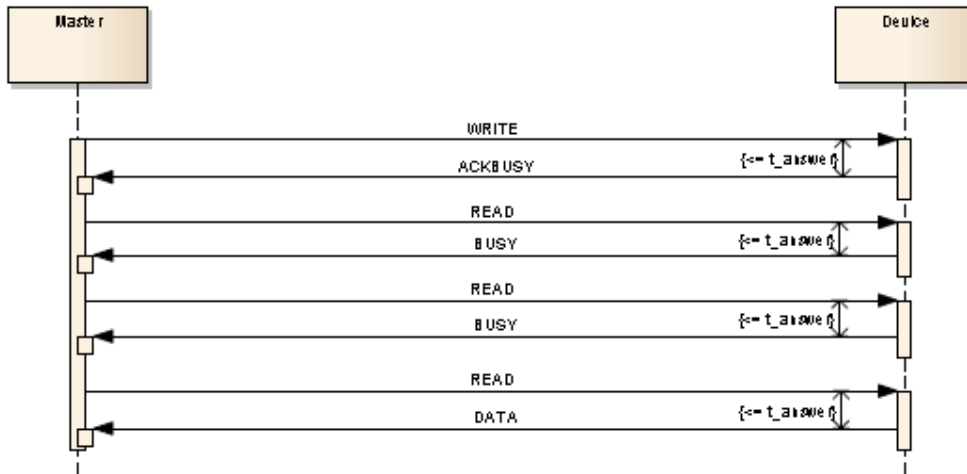 Master
Device
WRITE
{<= t_answer}
ACKBUSY
READ
{<= t_answer}
BUSY
READ
{<= t_answer}
BUSY
READ
{<= t_answer}
DATA